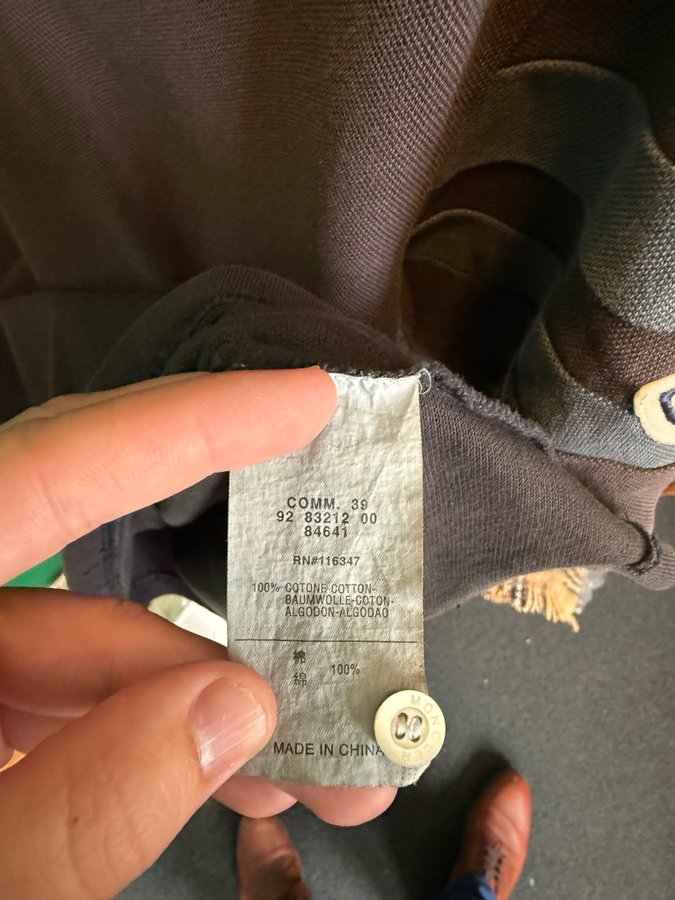 COMM. 39
92 83212 00
84641
RN#116347
100% COTONE-COTTON-
BAUMWOLLE-COTON-
ALGODON-ALGODAO
棉 100%
綿
MADE IN CHINA
MONCLER